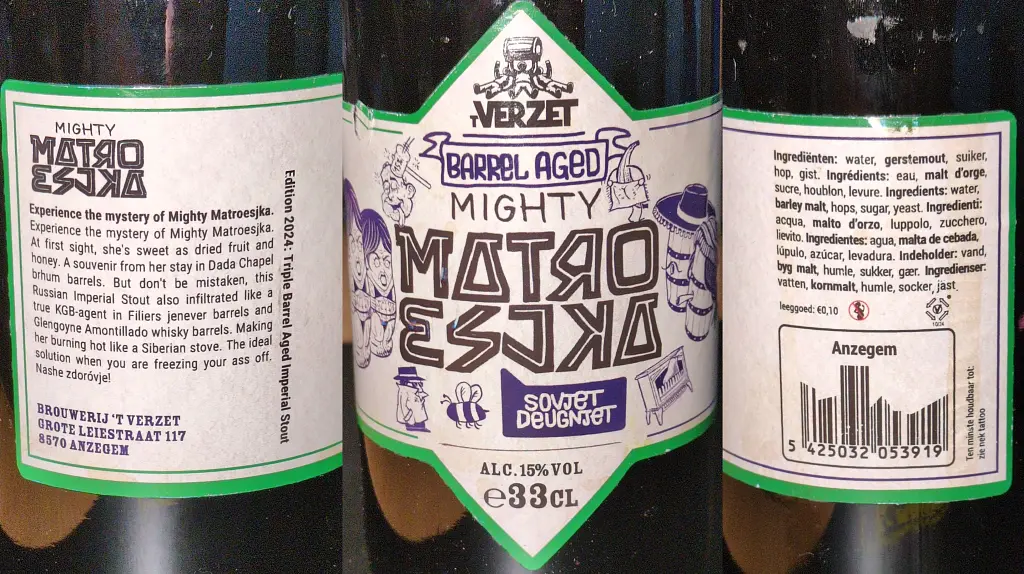 MIGHTY
MATRO
ESJKA
Experience the mystery of Mighty Matroesjka.
Experience the mystery of Mighty Matroesjka.
At first sight, she's sweet as dried fruit and
honey. A souvenir from her stay in Dada Chapel
brhum barrels. But don't be mistaken, this
Russian Imperial Stout also infiltrated like a
true KGB-agent in Filiers jenever barrels and
Glengoyne Amontillado whisky barrels. Making
her burning hot like a Siberian stove. The ideal
solution when you are freezing your ass off.
Nashe zdoróvje!
BROUWERIJ 'T VERZET
GROTE LEIESTRAAT 117
8570 ANZEGEM
Edition 2024: Triple Barrel Aged Imperial Stout
'T VERZET
BARREL AGED
MIGHTY
MATRO
ESJKA
SOVJET
DEUGNJET
ALC. 15% VOL
℮33CL
Ingrediënten: water, gerstemout, suiker,
hop, gist. Ingrédients: eau, malt d'orge,
sucre, houblon, levure. Ingredients: water,
barley malt, hops, sugar, yeast. Ingredienti:
acqua, malto d'orzo, luppolo, zucchero,
lievito. Ingredientes: agua, malta de cebada,
lúpulo, azúcar, levadura. Indeholder: vand,
byg malt, humle, sukker, gær. Ingredienser:
vatten, kornmalt, humle, socker, jäst
leeggoed: €0,10
10/24
Anzegem
5 425032 053919
Ten minste houdbaar tot:
zie nek tattoo